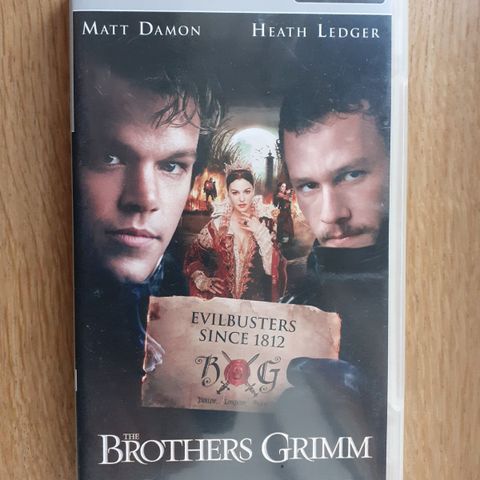 MATT DAMON HEATH LEDGER
EVILBUSTERS
SINCE 1812
B G
THE
BROTHERS GRIMM